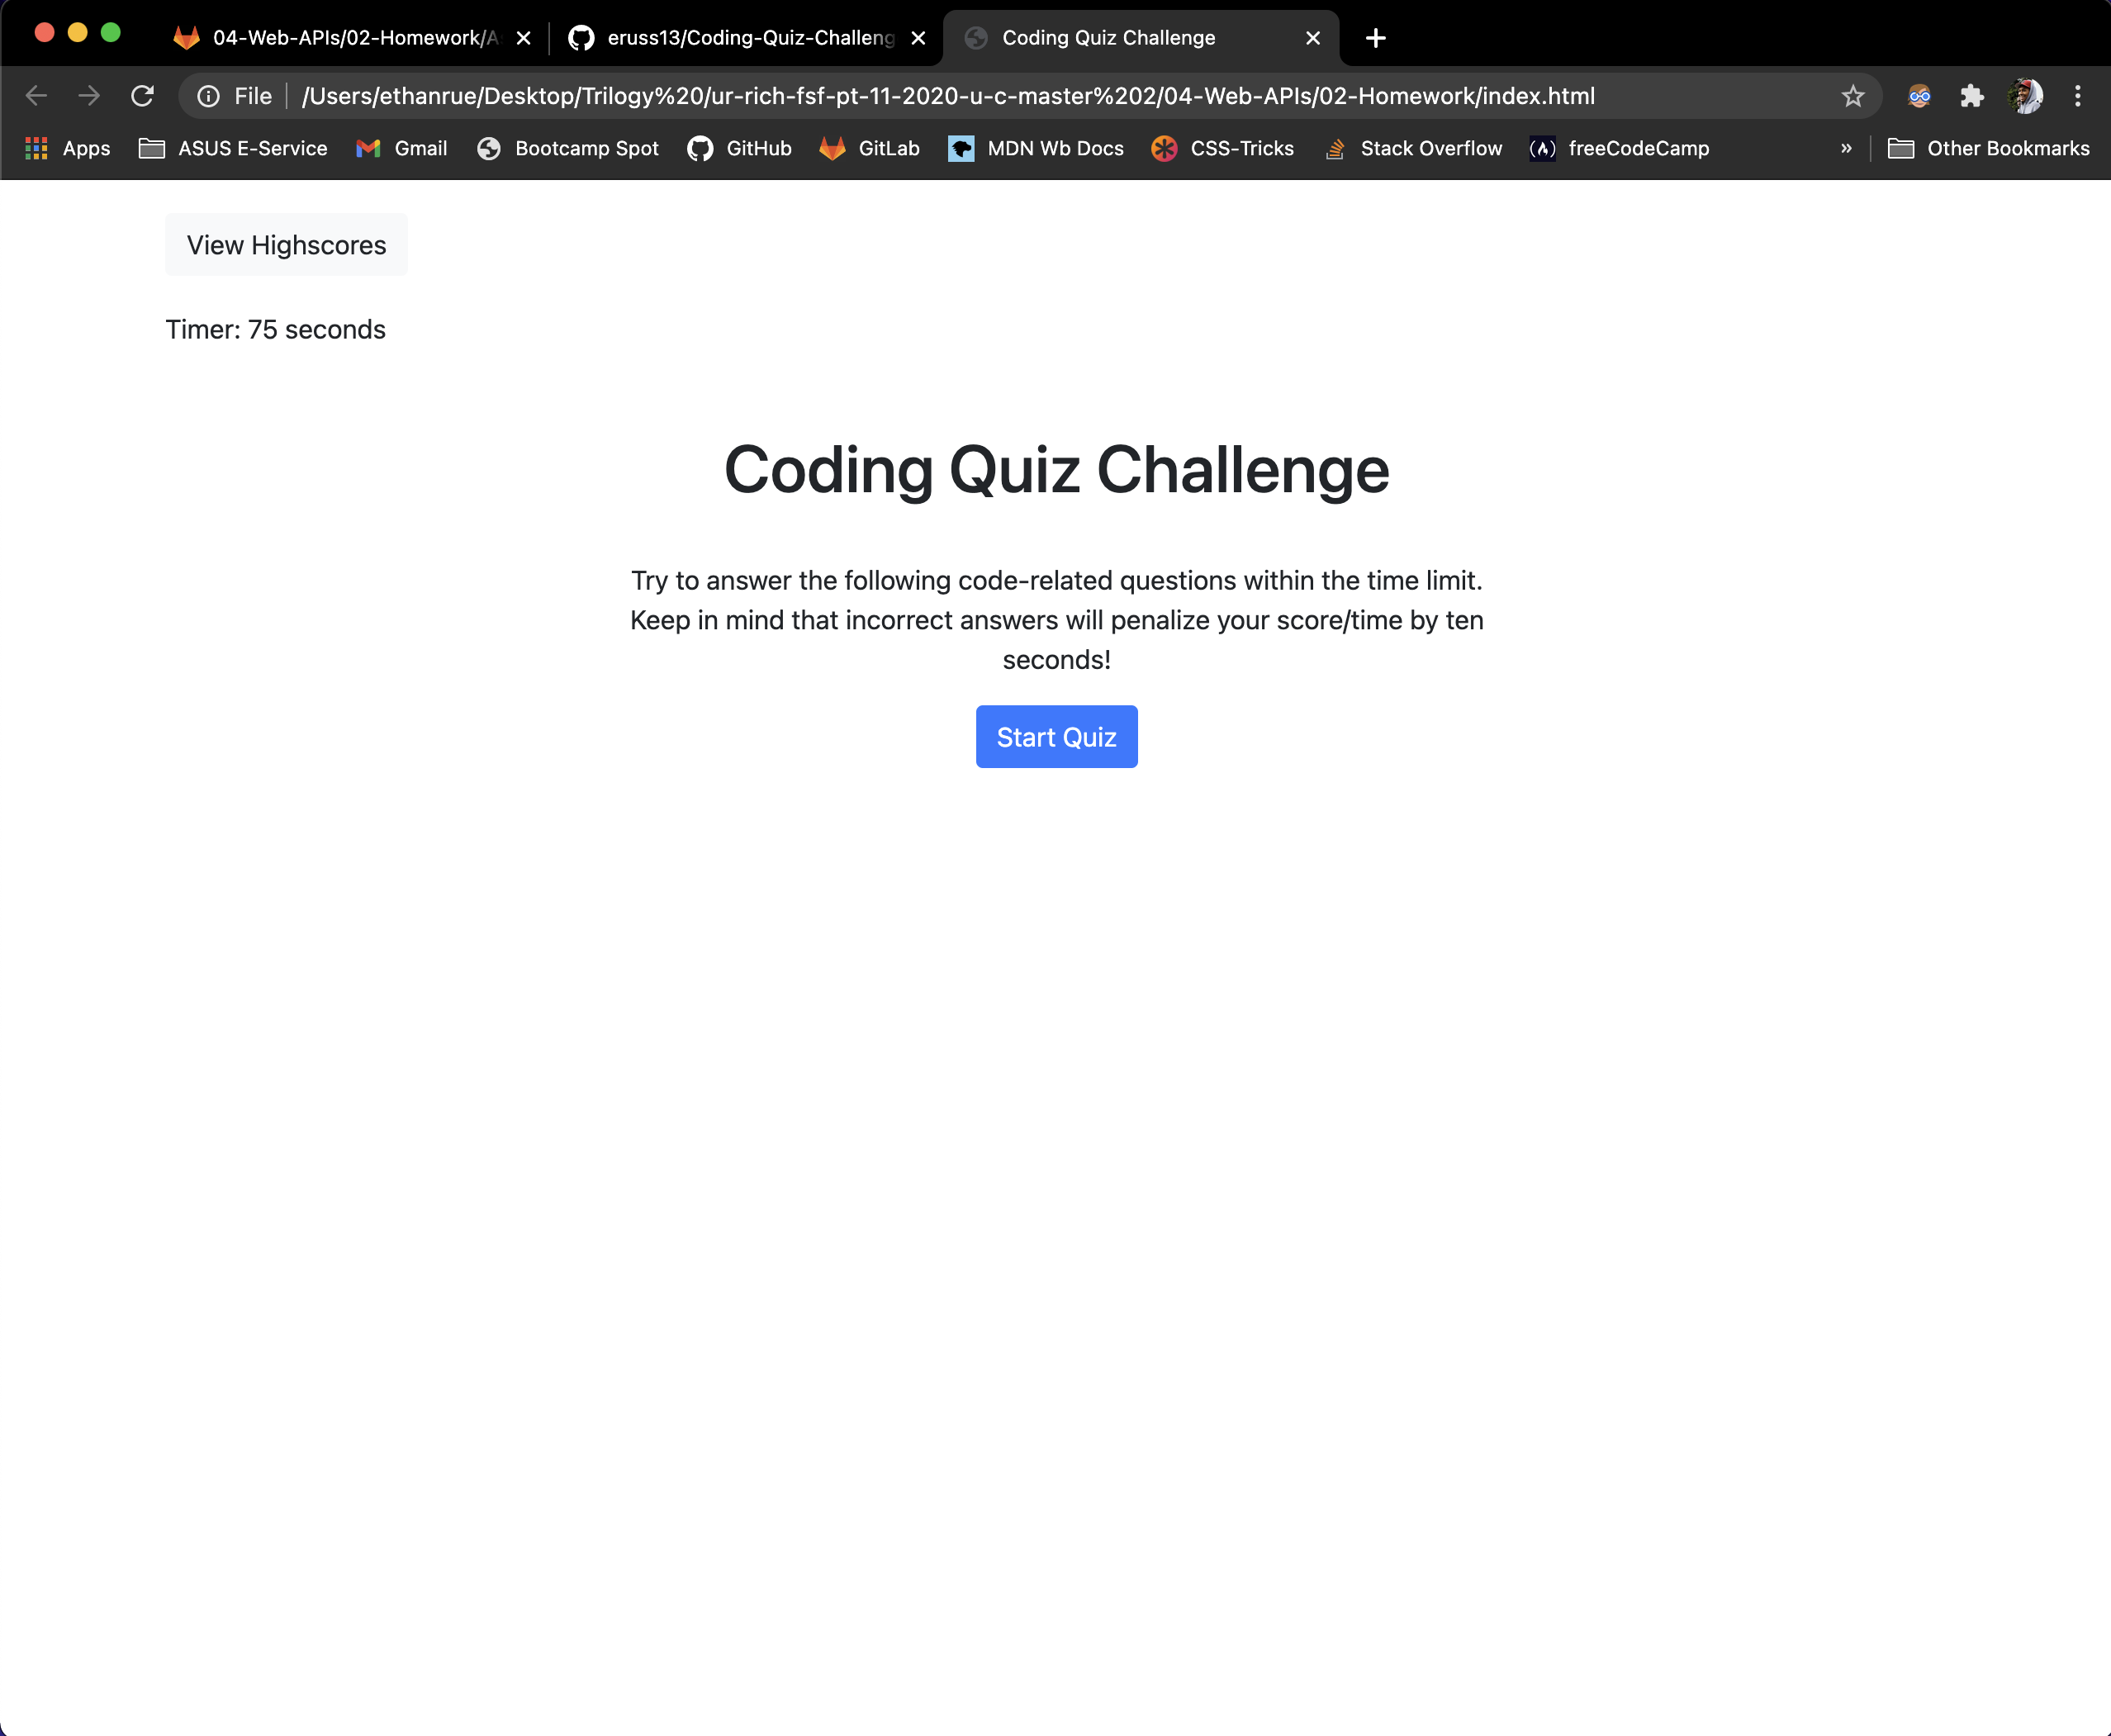 04-Web-APIs/02-Homework/A
eruss13/Coding-Quiz-Challeng
Coding Quiz Challenge
File /Users/ethanrue/Desktop/Trilogy%20/ur-rich-fsf-pt-11-2020-u-c-master%202/04-Web-APIs/02-Homework/index.html
Apps ASUS E-Service Gmail Bootcamp Spot GitHub GitLab MDN Wb Docs CSS-Tricks Stack Overflow freeCodeCamp » Other Bookmarks
View Highscores
Timer: 75 seconds
Coding Quiz Challenge
Try to answer the following code-related questions within the time limit.
Keep in mind that incorrect answers will penalize your score/time by ten
seconds!
Start Quiz